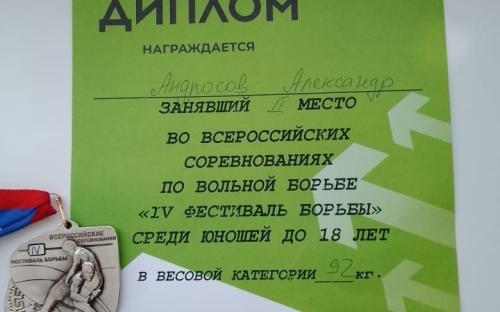 ДИПЛОМ
НАГРАЖДАЕТСЯ
Андросов Александр
ЗАНЯВШИЙ II МЕСТО
ВО ВСЕРОССИЙСКИХ
СОРЕВНОВАНИЯХ
ПО ВОЛЬНОЙ БОРЬБЕ
«IV ФЕСТИВАЛЬ БОРЬБЫ»
СРЕДИ ЮНОШЕЙ ДО 18 ЛЕТ
В ВЕСОВОЙ КАТЕГОРИИ 92 кг.
ВСЕРОССИЙСКИЕ
СОРЕВНОВАНИЯ
IV
ФЕСТИВАЛЬ БОРЬБЫ